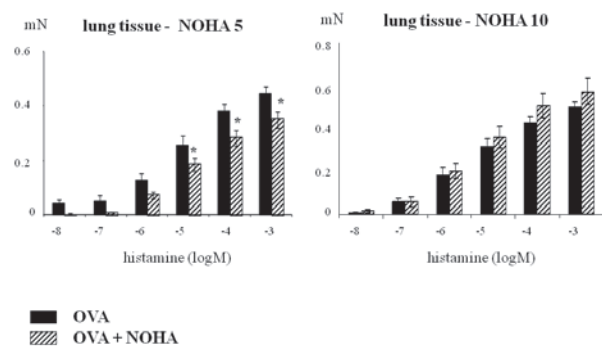 mN
lung tissue - NOHA 5
0.6
0.4
0.2
0
* * *
-8 -7 -6 -5 -4 -3
histamine (logM)
mN
lung tissue - NOHA 10
0.8
0.6
0.4
0.2
0
-8 -7 -6 -5 -4 -3
histamine (logM)
OVA
OVA + NOHA